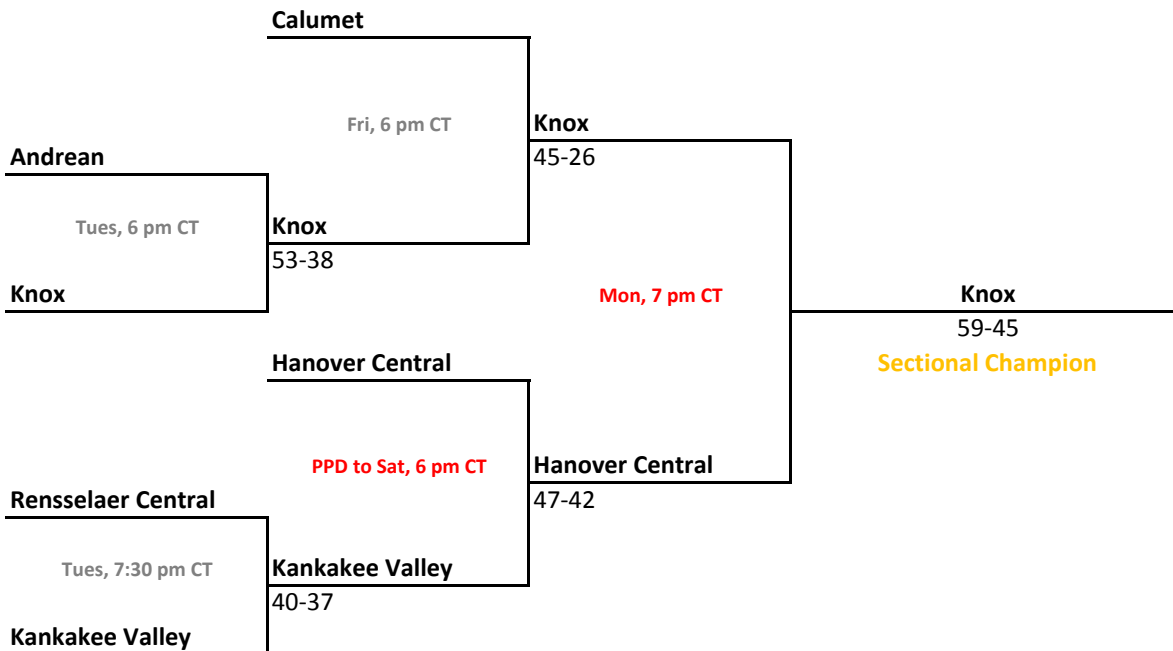 Calumet
Fri, 6 pm CT
Knox
45-26
Andrean
Tues, 6 pm CT
Knox
53-38
Knox
Mon, 7 pm CT
Knox
59-45
Sectional Champion
Hanover Central
PPD to Sat, 6 pm CT
Hanover Central
47-42
Rensselaer Central
Tues, 7:30 pm CT
Kankakee Valley
40-37
Kankakee Valley